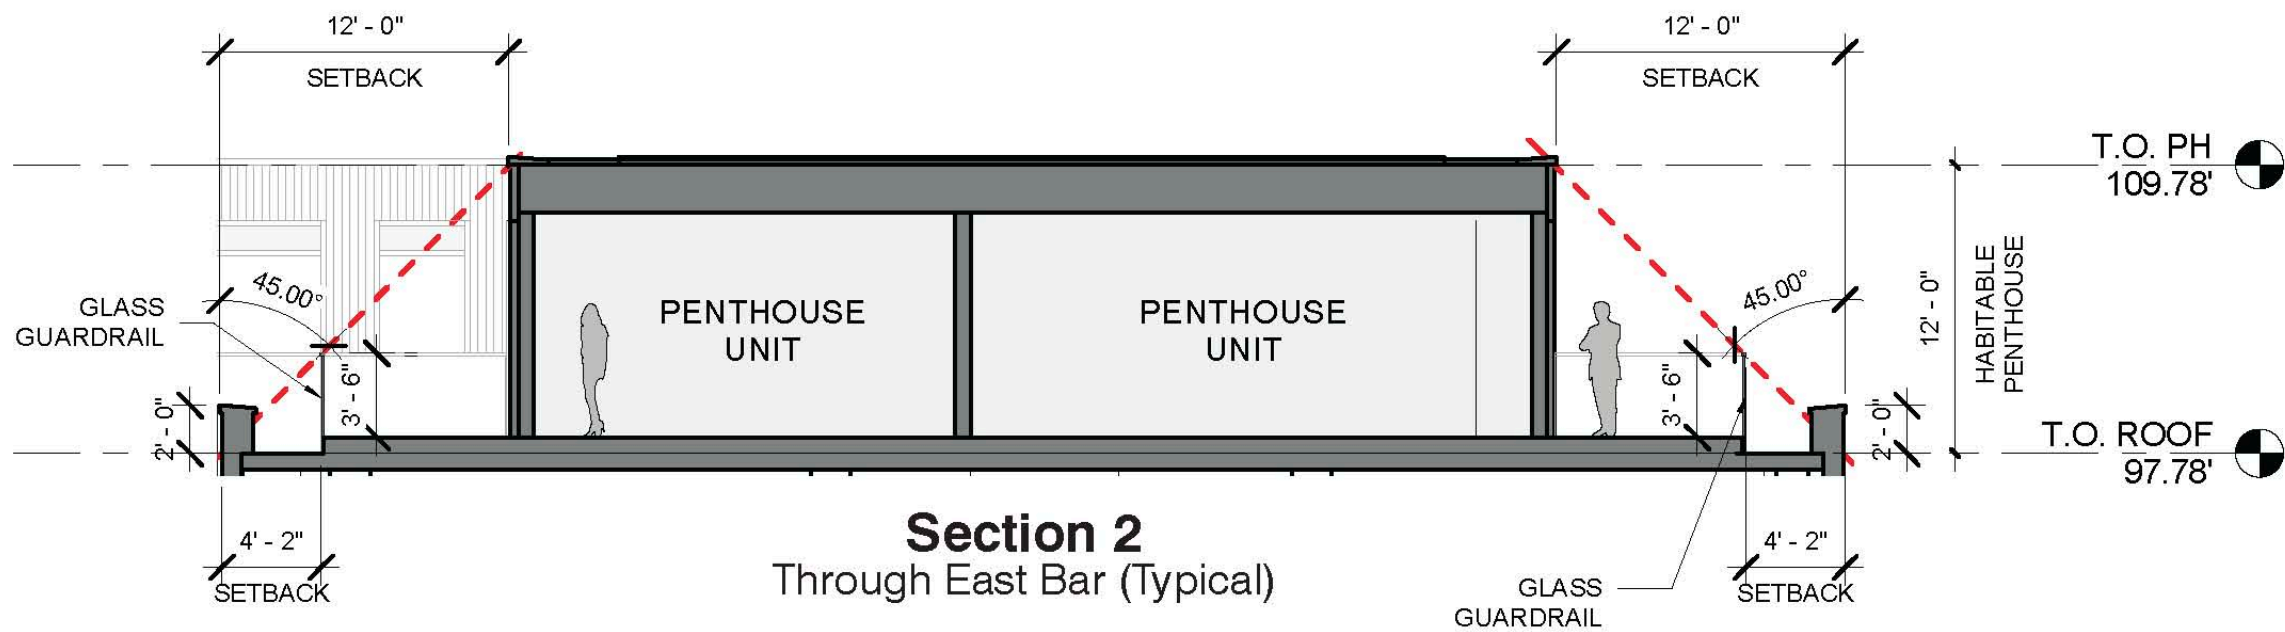 12' - 0"
SETBACK
12' - 0"
SETBACK
T.O. PH
109.78'
45.00°
GLASS
GUARDRAIL
PENTHOUSE
UNIT
PENTHOUSE
UNIT
45.00°
12' - 0"
HABITABLE
PENTHOUSE
3' - 6"
3' - 6"
2' - 0"
2' - 0"
T.O. ROOF
97.78'
4' - 2"
SETBACK
Section 2
Through East Bar (Typical)
GLASS
GUARDRAIL
4' - 2"
SETBACK